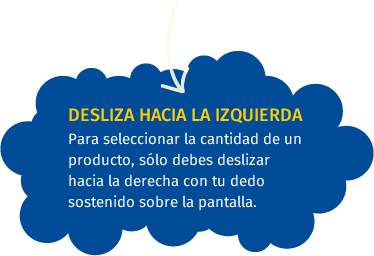 DESLIZA HACIA LA IZQUIERDA
Para seleccionar la cantidad de un
producto, sólo debes deslizar
hacia la derecha con tu dedo
sostenido sobre la pantalla.